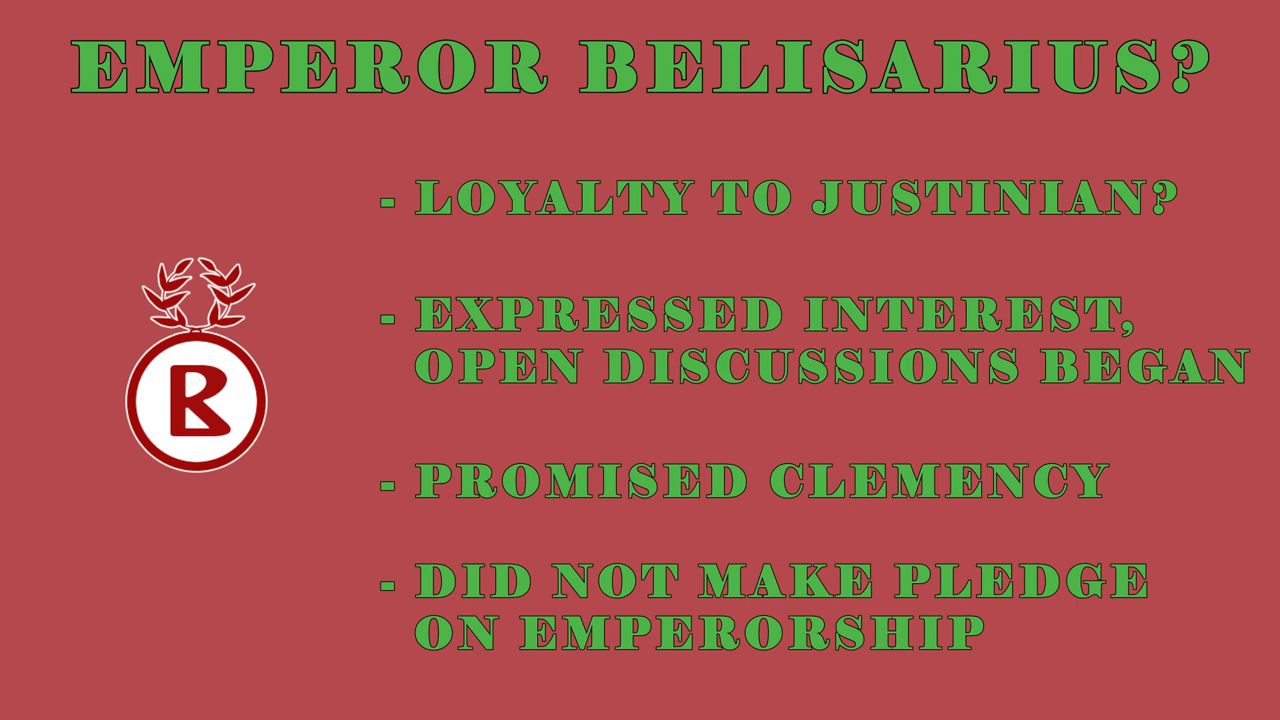 EMPEROR BELISARIUS?
- LOYALTY TO JUSTINIAN?
- EXPRESSED INTEREST,
OPEN DISCUSSIONS BEGAN
- PROMISED CLEMENCY
- DID NOT MAKE PLEDGE
ON EMPERORSHIP
R